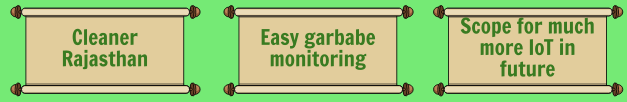 Cleaner
Rajasthan
Easy garbabe
monitoring
Scope for much
more IoT in
future